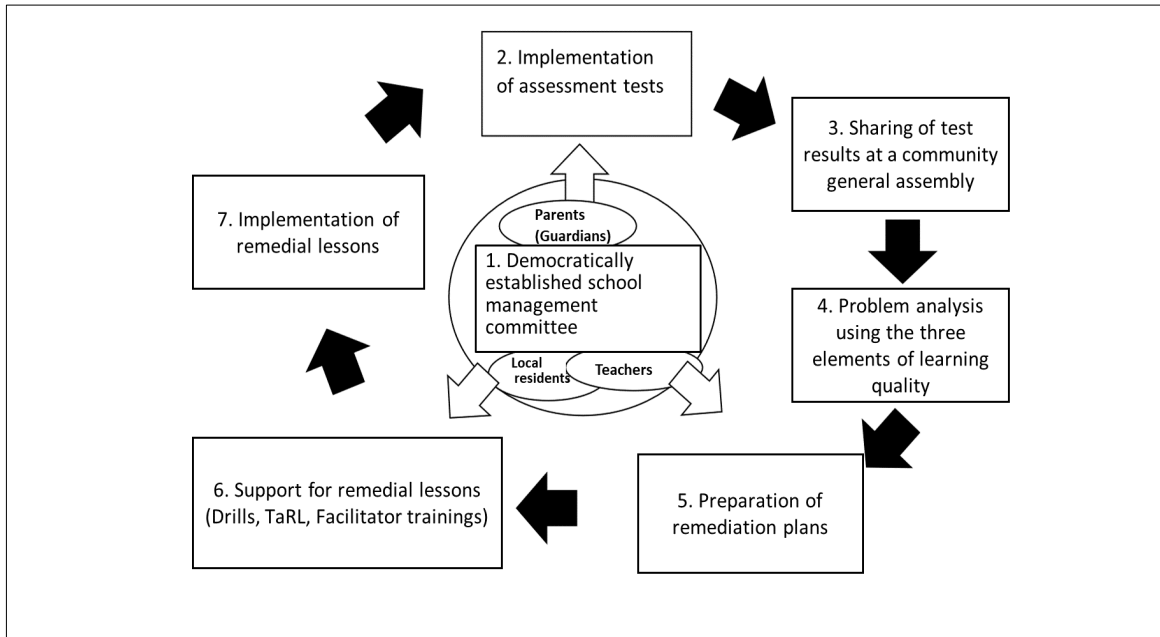 2. Implementation
of assessment tests
3. Sharing of test
results at a community
general assembly
7. Implementation of
remedial lessons
Parents
(Guardians)
1. Democratically
established school
management
committee
4. Problem analysis
using the three
elements of learning
quality
Local
residents
Teachers
6. Support for remedial lessons
(Drills, TaRL, Facilitator trainings)
5. Preparation of
remediation plans